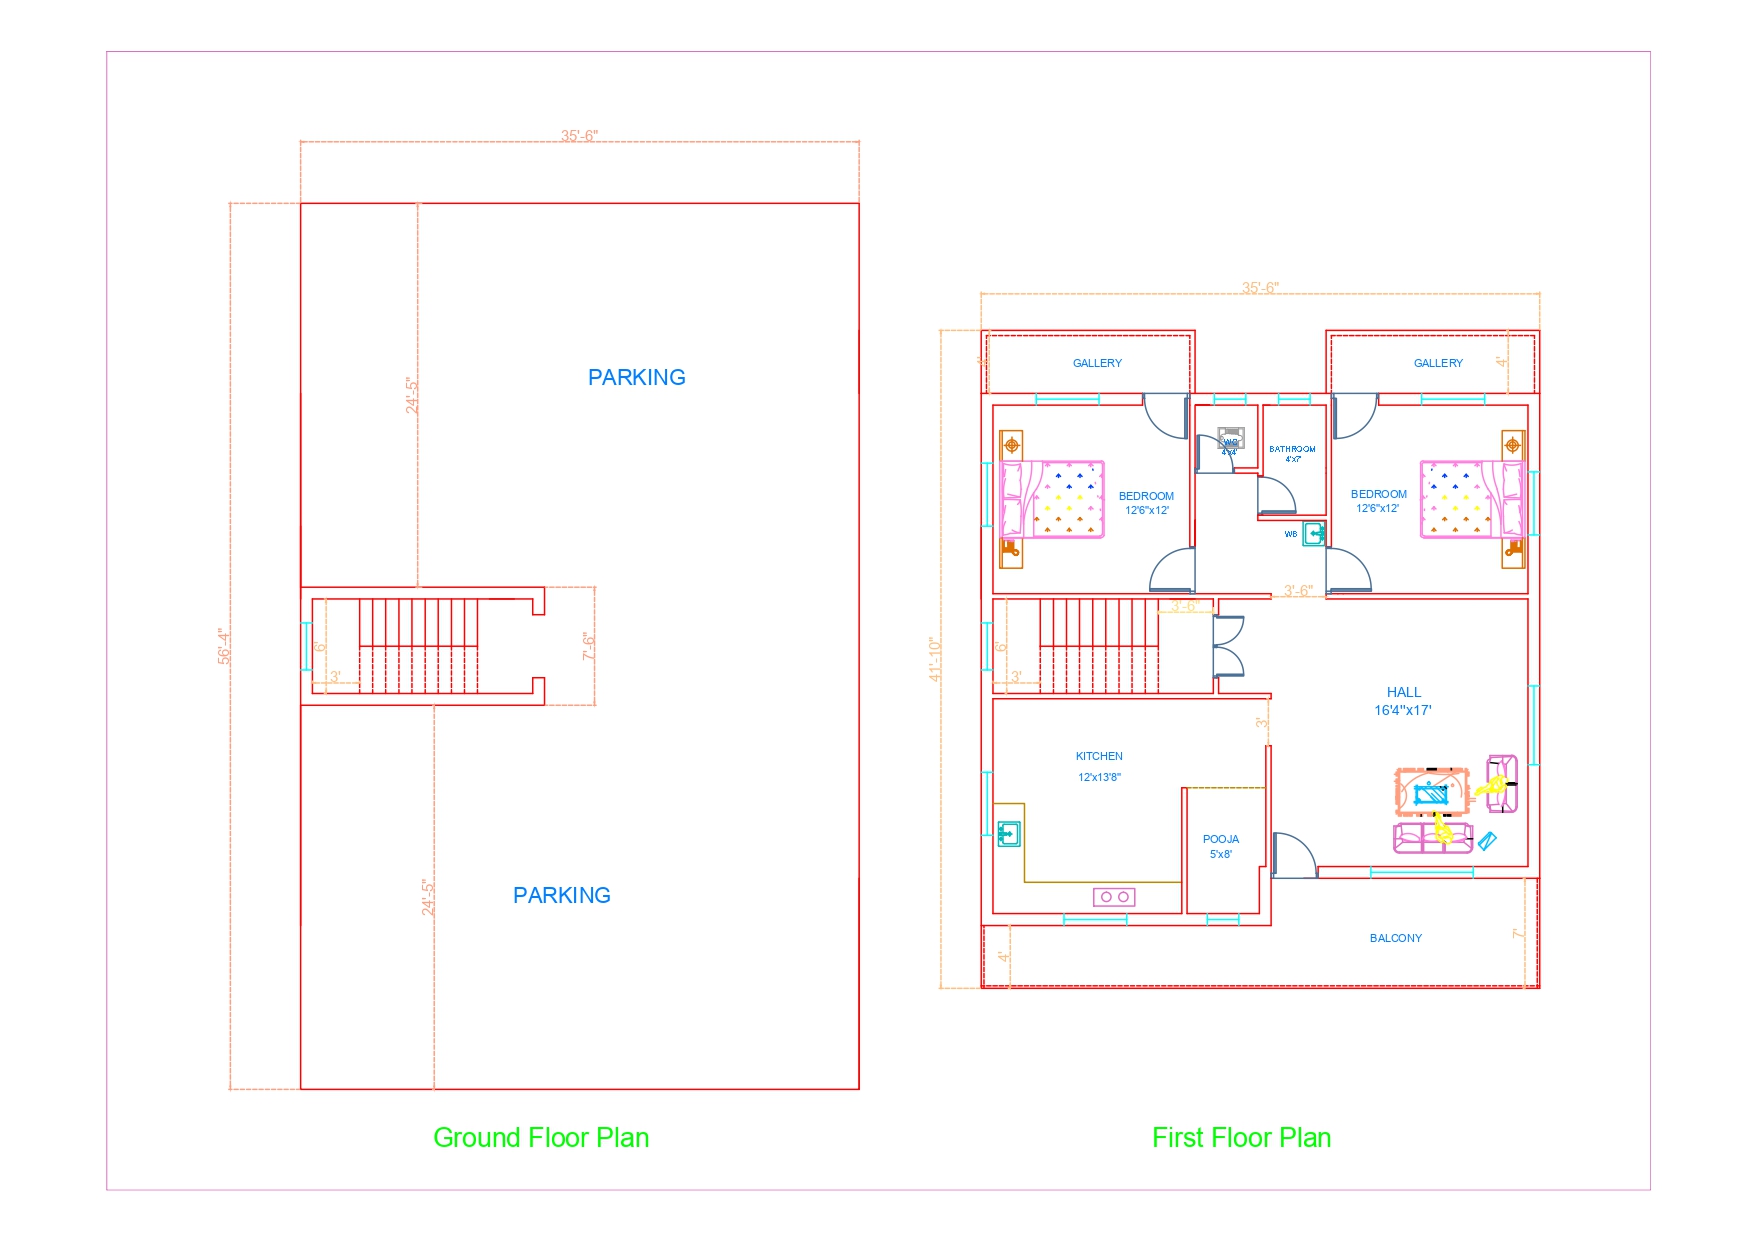 35'-6"
PARKING
24'-5"
56'-4"
7'-6"
6'
3'
24'-5"
PARKING
Ground Floor Plan
35'-6"
4'
GALLERY
GALLERY
4'
WC
4'x4'
BATHROOM
4'x7'
BEDROOM
12'6"x12'
BEDROOM
12'6"x12'
WB
3'-6"
3'-6"
41'-10"
6'
3'
HALL
16'4"x17'
3'
KITCHEN
12'x13'8"
POOJA
5'x8'
BALCONY
7'
4'
First Floor Plan